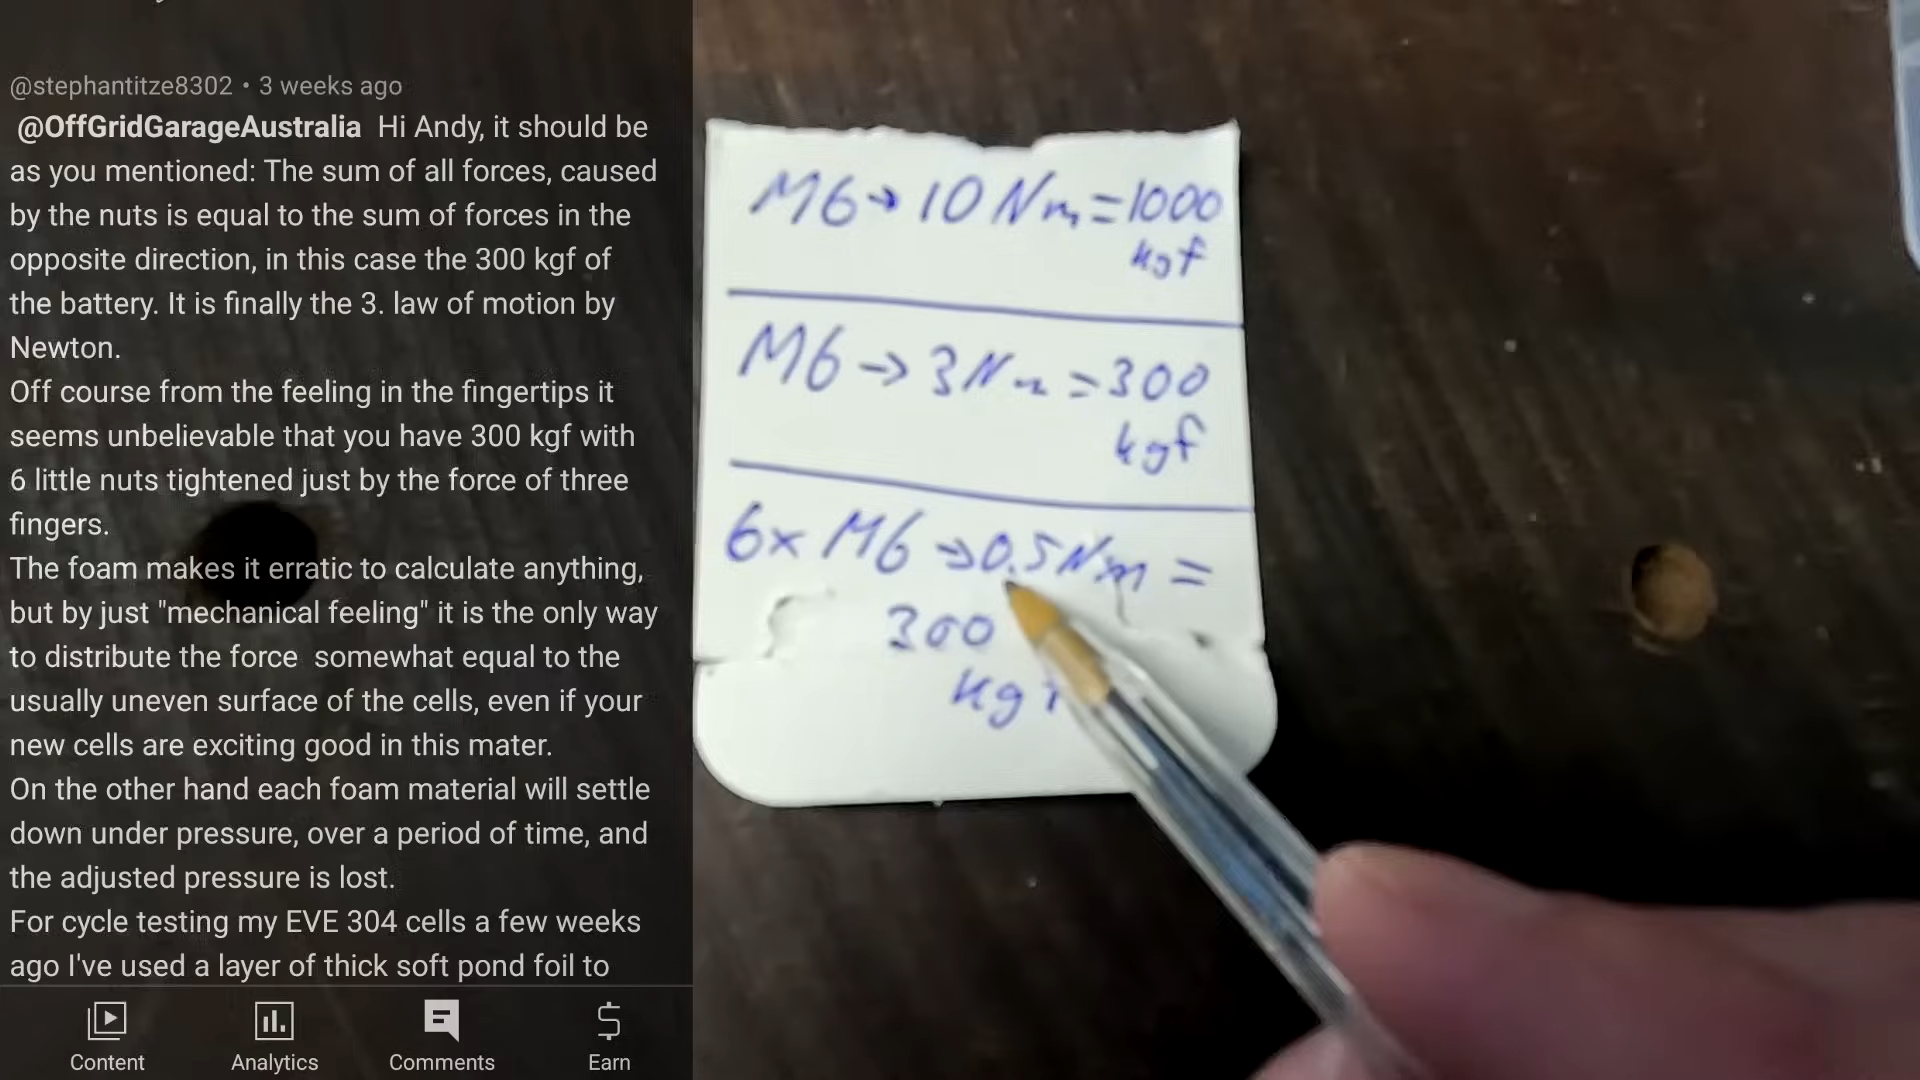 @stephantitze8302 • 3 weeks ago
@OffGridGarageAustralia Hi Andy, it should be
as you mentioned: The sum of all forces, caused
by the nuts is equal to the sum of forces in the
opposite direction, in this case the 300 kgf of
the battery. It is finally the 3. law of motion by
Newton.
Off course from the feeling in the fingertips it
seems unbelievable that you have 300 kgf with
6 little nuts tightened just by the force of three
fingers.
The foam makes it erratic to calculate anything,
but by just "mechanical feeling" it is the only way
to distribute the force somewhat equal to the
usually uneven surface of the cells, even if your
new cells are exciting good in this mater.
On the other hand each foam material will settle
down under pressure, over a period of time, and
the adjusted pressure is lost.
For cycle testing my EVE 304 cells a few weeks
ago I've used a layer of thick soft pond foil to
Content Analytics Comments Earn
M6→ 10 Nm=1000
kgf
M6→ 3Nm=300
kgf
6x M6→0.5Nm=
300
kgf